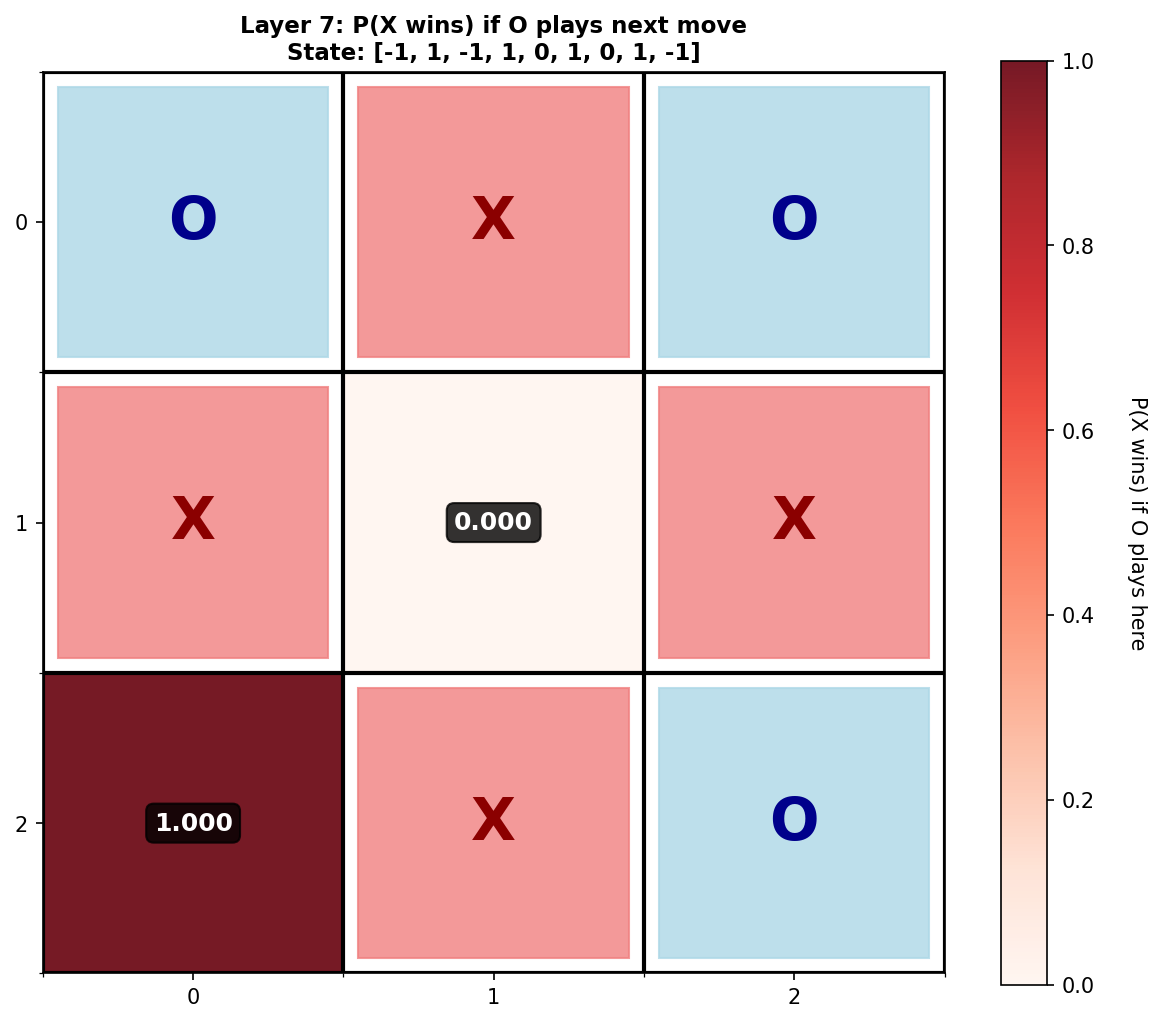 Layer 7: P(X wins) if O plays next move
State: [-1, 1, -1, 1, 0, 1, 0, 1, -1]
0
O
X
O
1
X
0.000
X
2
1.000
X
O
0
1
2
1.0
0.8
0.6
0.4
0.2
0.0
P(X wins) if O plays here